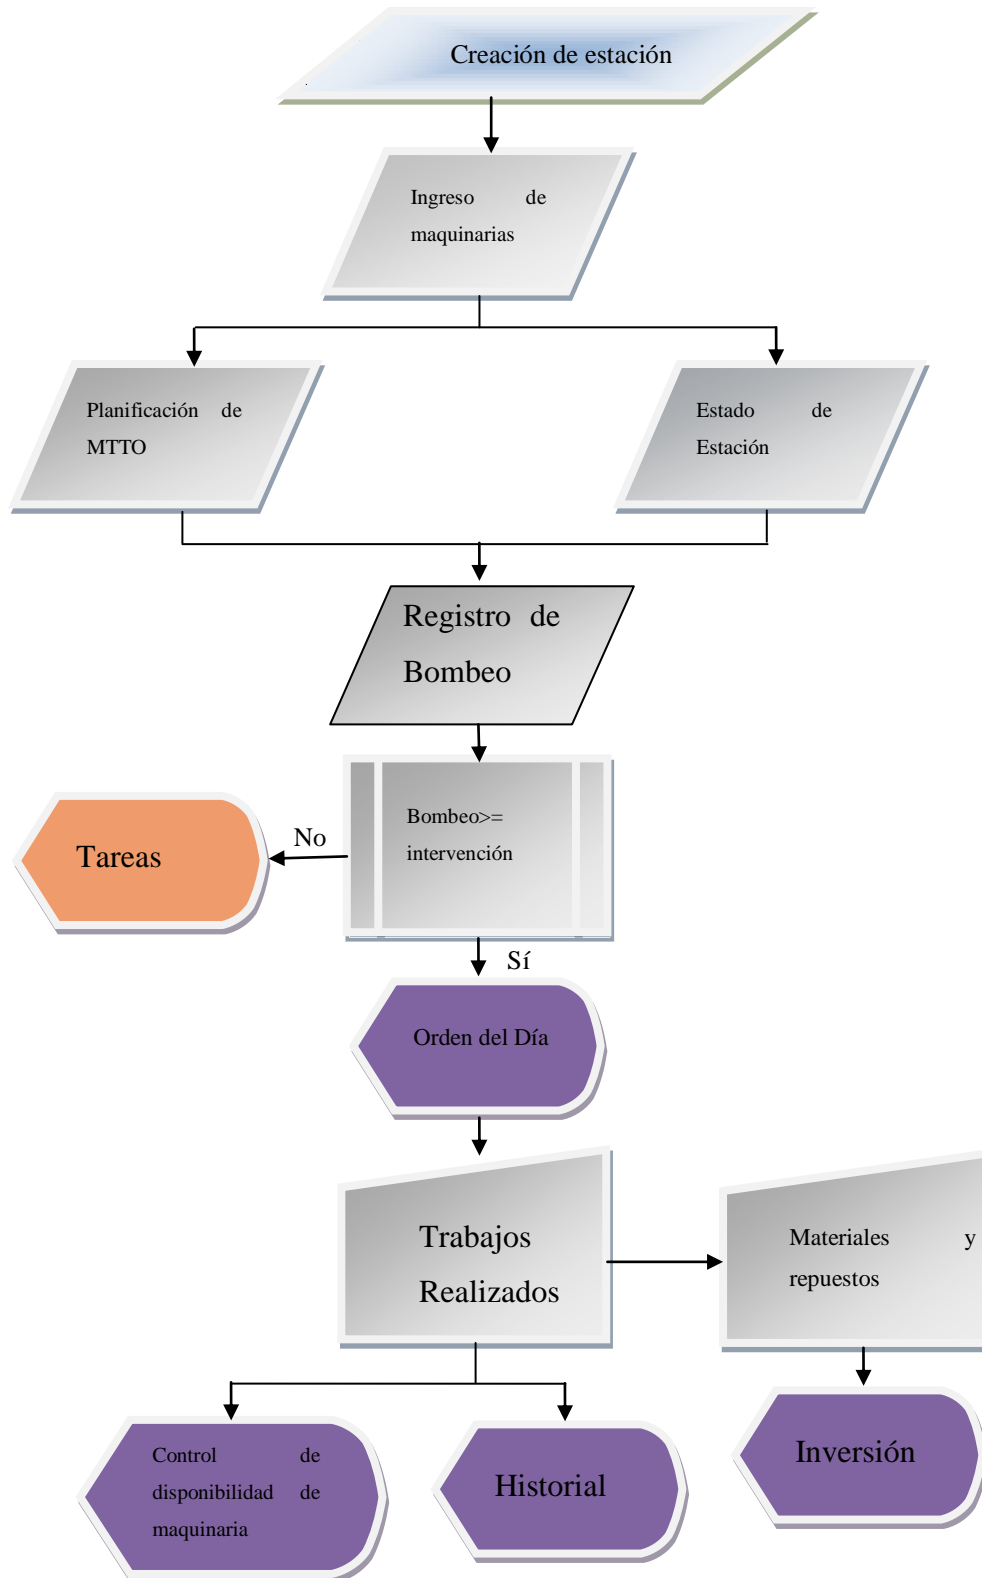 Creación de estación
Ingreso de
maquinarias
Planificación de
MTTO
Estado de
Estación
Registro de
Bombeo
Bombeo>=
intervención
No
Tareas
Sí
Orden del Día
Trabajos
Realizados
Materiales y
repuestos
Control de
disponibilidad de
maquinaria
Historial
Inversión